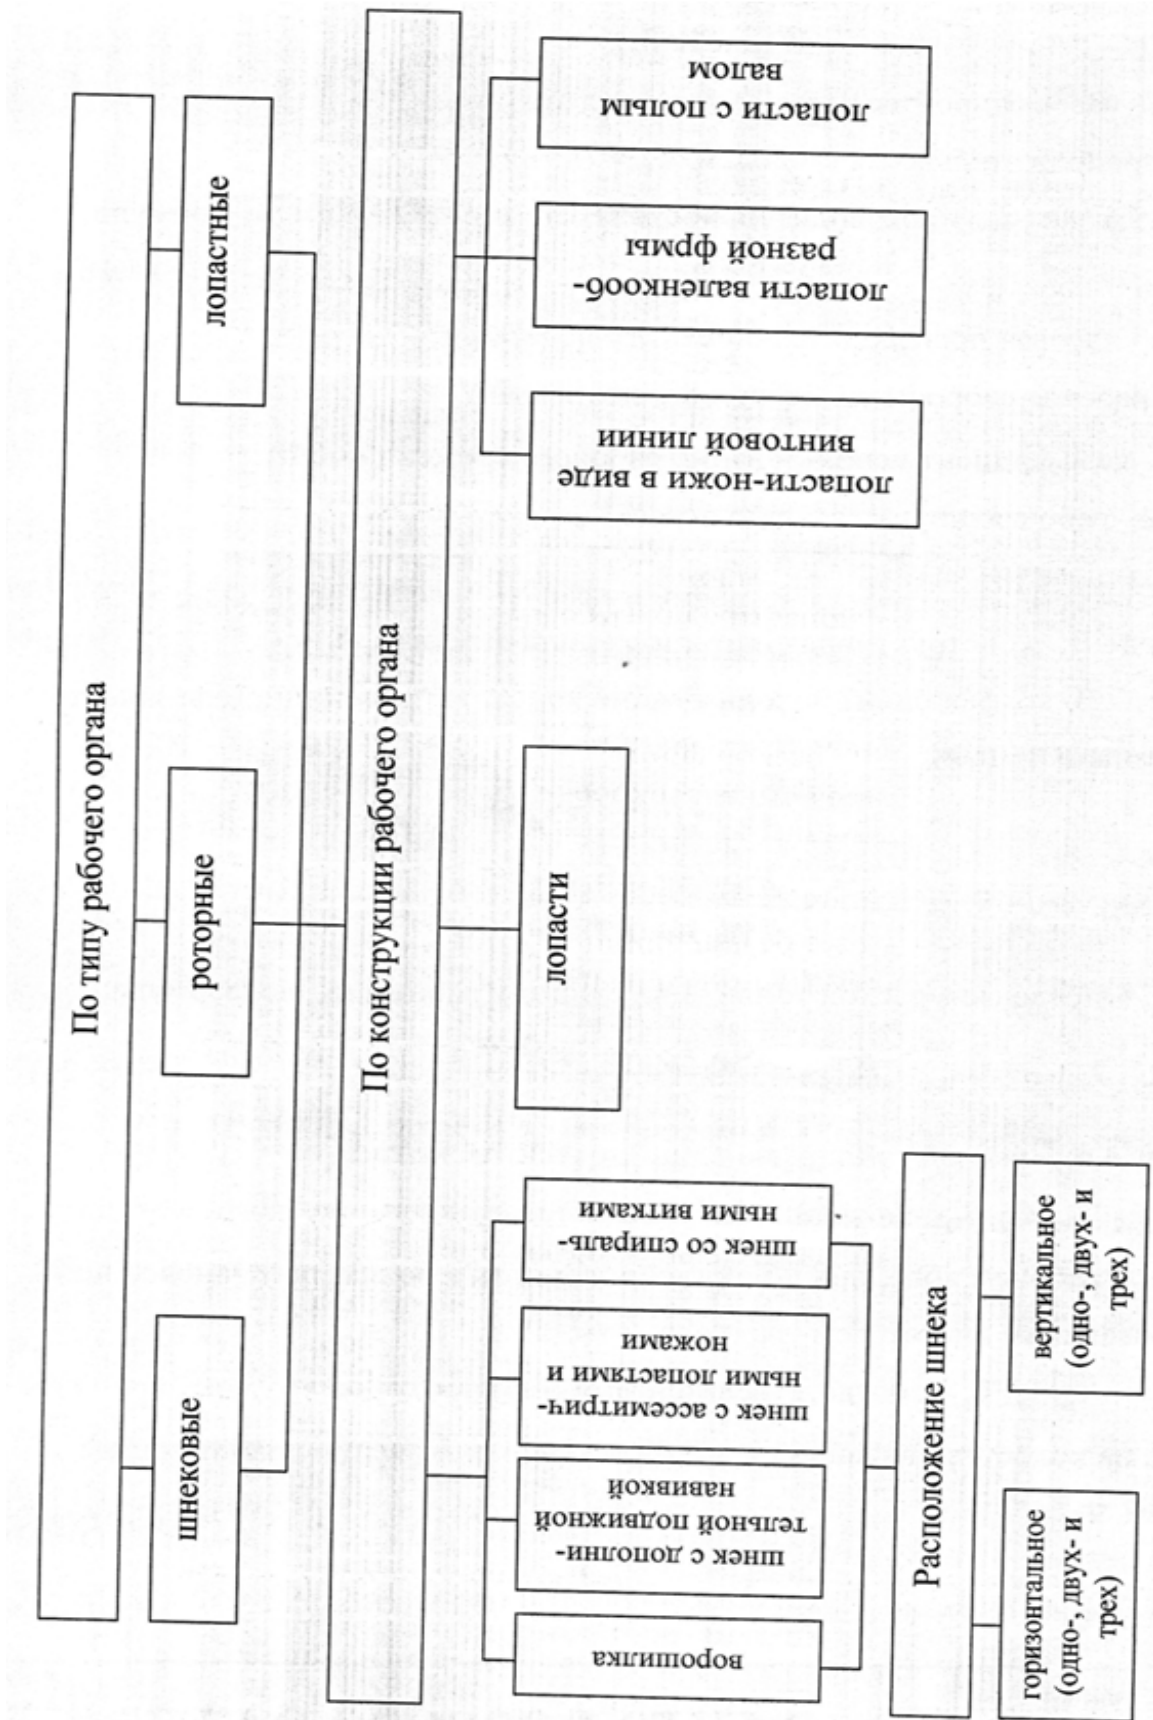 По типу рабочего органа
шнековые
роторные
лопастные
По конструкции рабочего органа
ворошилка
шнек с дополни-
тельной подвижной
навивкой
шнек с ассемитрич-
ными лопастями и
ножами
шнек со спираль-
ными витками
лопасти
лопасти-ножи в виде
винтовой линии
лопасти валенкооб-
разной фрмы
лопасти с полым
валом
Расположение шнека
горизонтальное
(одно-, двух- и
трех)
вертикальное
(одно-, двух- и
трех)